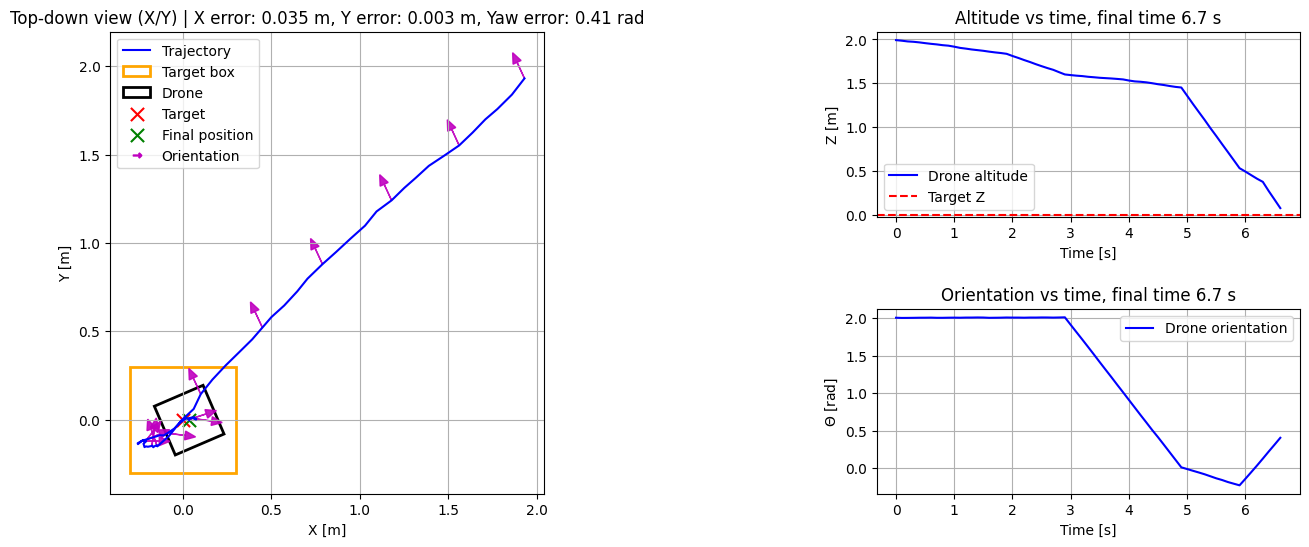 Top-down view (X/Y) | X error: 0.035 m, Y error: 0.003 m, Yaw error: 0.41 rad
Trajectory
Target box
Drone
Target
Final position
Orientation
2.0
1.5
1.0
0.5
0.0
Y [m]
0.0
0.5
1.0
1.5
2.0
X [m]
Altitude vs time, final time 6.7 s
2.0
1.5
1.0
0.5
0.0
Z [m]
Drone altitude
Target Z
0
1
2
3
4
5
6
Time [s]
Orientation vs time, final time 6.7 s
2.0
1.5
1.0
0.5
0.0
Θ [rad]
Drone orientation
0
1
2
3
4
5
6
Time [s]